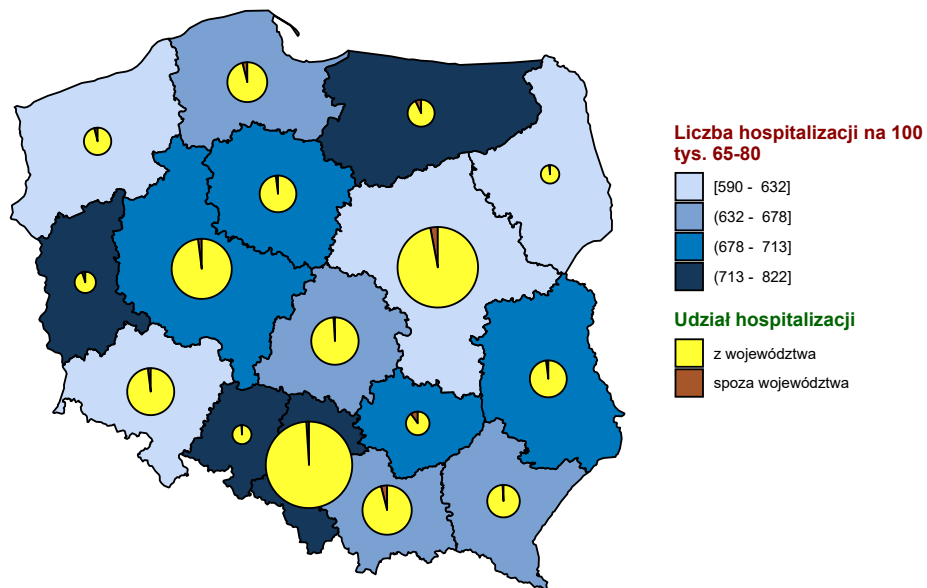 Liczba hospitalizacji na 100
tys. 65-80
[590 - 632]
(632 - 678]
(678 - 713]
(713 - 822]
Udział hospitalizacji
z województwa
spoza województwa